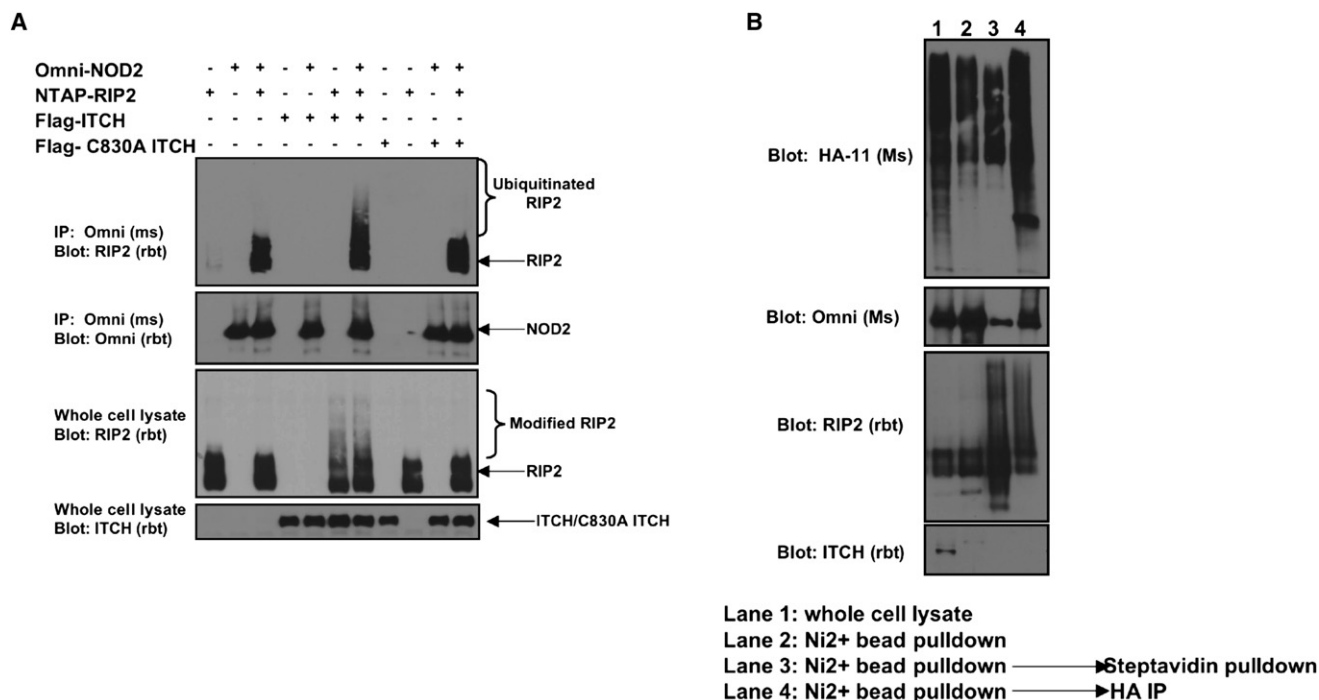 A
Omni-NOD2 - + + - + - + - - + +
NTAP-RIP2 + - + - - + + - + - +
Flag-ITCH - - - + + + + - - - -
Flag- C830A ITCH - - - - - - - + - + +
Ubiquitinated
RIP2
IP: Omni (ms)
Blot: RIP2 (rbt)
RIP2
IP: Omni (ms)
Blot: Omni (rbt)
NOD2
Whole cell lysate
Blot: RIP2 (rbt)
Modified RIP2
RIP2
Whole cell lysate
Blot: ITCH (rbt)
ITCH/C830A ITCH
B
1 2 3 4
Blot: HA-11 (Ms)
Blot: Omni (Ms)
Blot: RIP2 (rbt)
Blot: ITCH (rbt)
Lane 1: whole cell lysate
Lane 2: Ni2+ bead pulldown
Lane 3: Ni2+ bead pulldown Steptavidin pulldown
Lane 4: Ni2+ bead pulldown HA IP